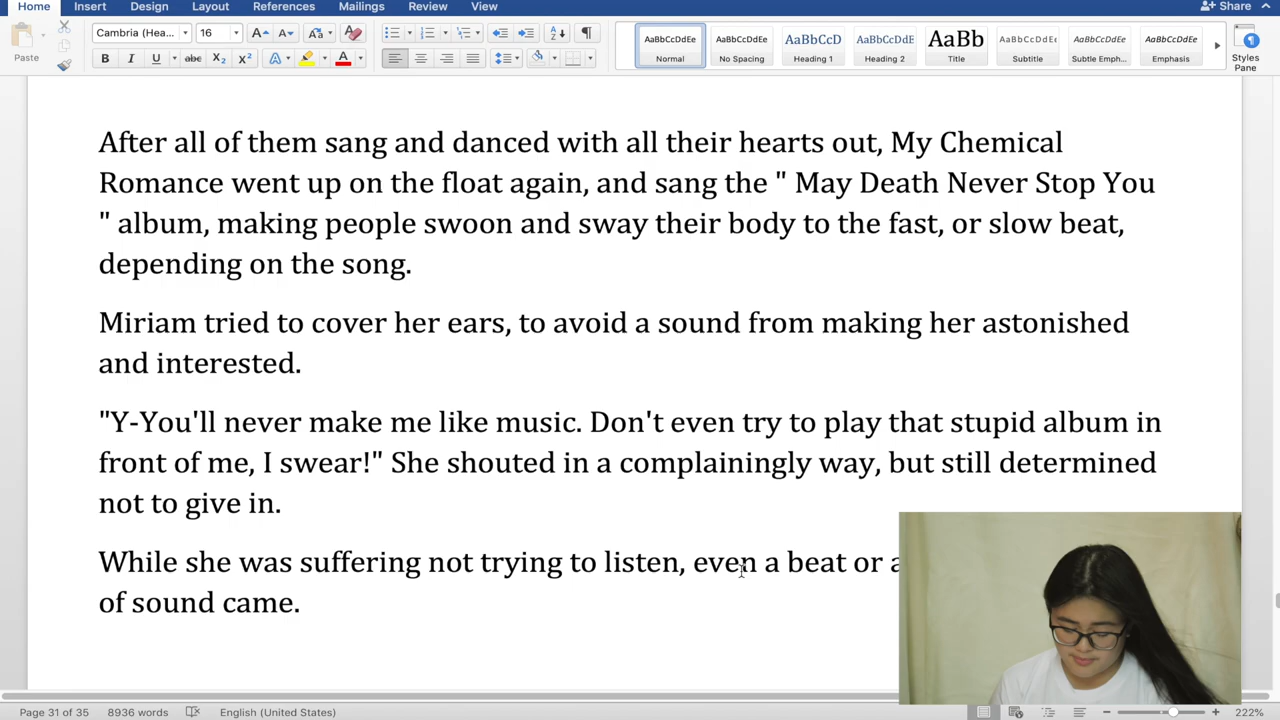 Home Insert Design Layout References Mailings Review View Share
Paste Cambria (Hea... 16 A A Aa AaBbCcDdEe AaBbCcDdEe AaBbCcD AaBbCcDdE AaBb AaBbCcDdE AaBbCcDdEe AaBbCcDdEe
B I U abc X2 X2 A A Normal No Spacing Heading 1 Heading 2 Title Subtitle Subtle Emph... Emphasis Styles Pane
After all of them sang and danced with all their hearts out, My Chemical
Romance went up on the float again, and sang the " May Death Never Stop You
" album, making people swoon and sway their body to the fast, or slow beat,
depending on the song.
Miriam tried to cover her ears, to avoid a sound from making her astonished
and interested.
"Y-You'll never make me like music. Don't even try to play that stupid album in
front of me, I swear!" She shouted in a complainingly way, but still determined
not to give in.
While she was suffering not trying to listen, even a beat or
of sound came.
Page 31 of 35 8936 words English (United States) 222%